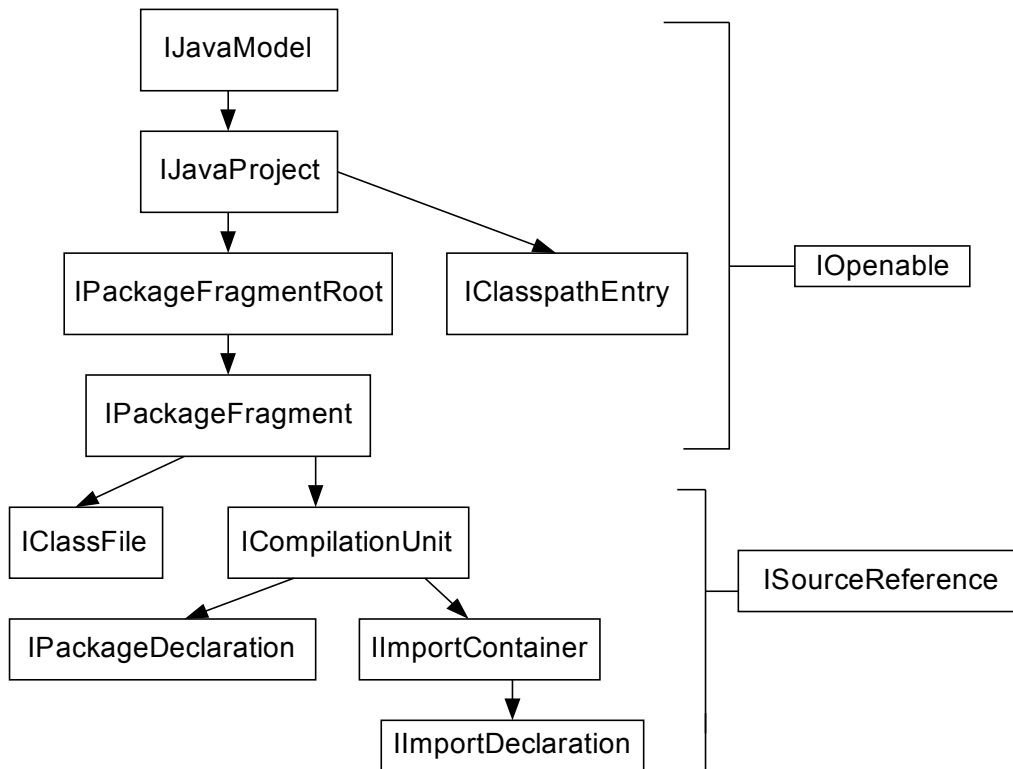 IJavaModel
IJavaProject
IPackageFragmentRoot
IClasspathEntry
IOpenable
IPackageFragment
IClassFile
ICompilationUnit
ISourceReference
IPackageDeclaration
IImportContainer
IImportDeclaration